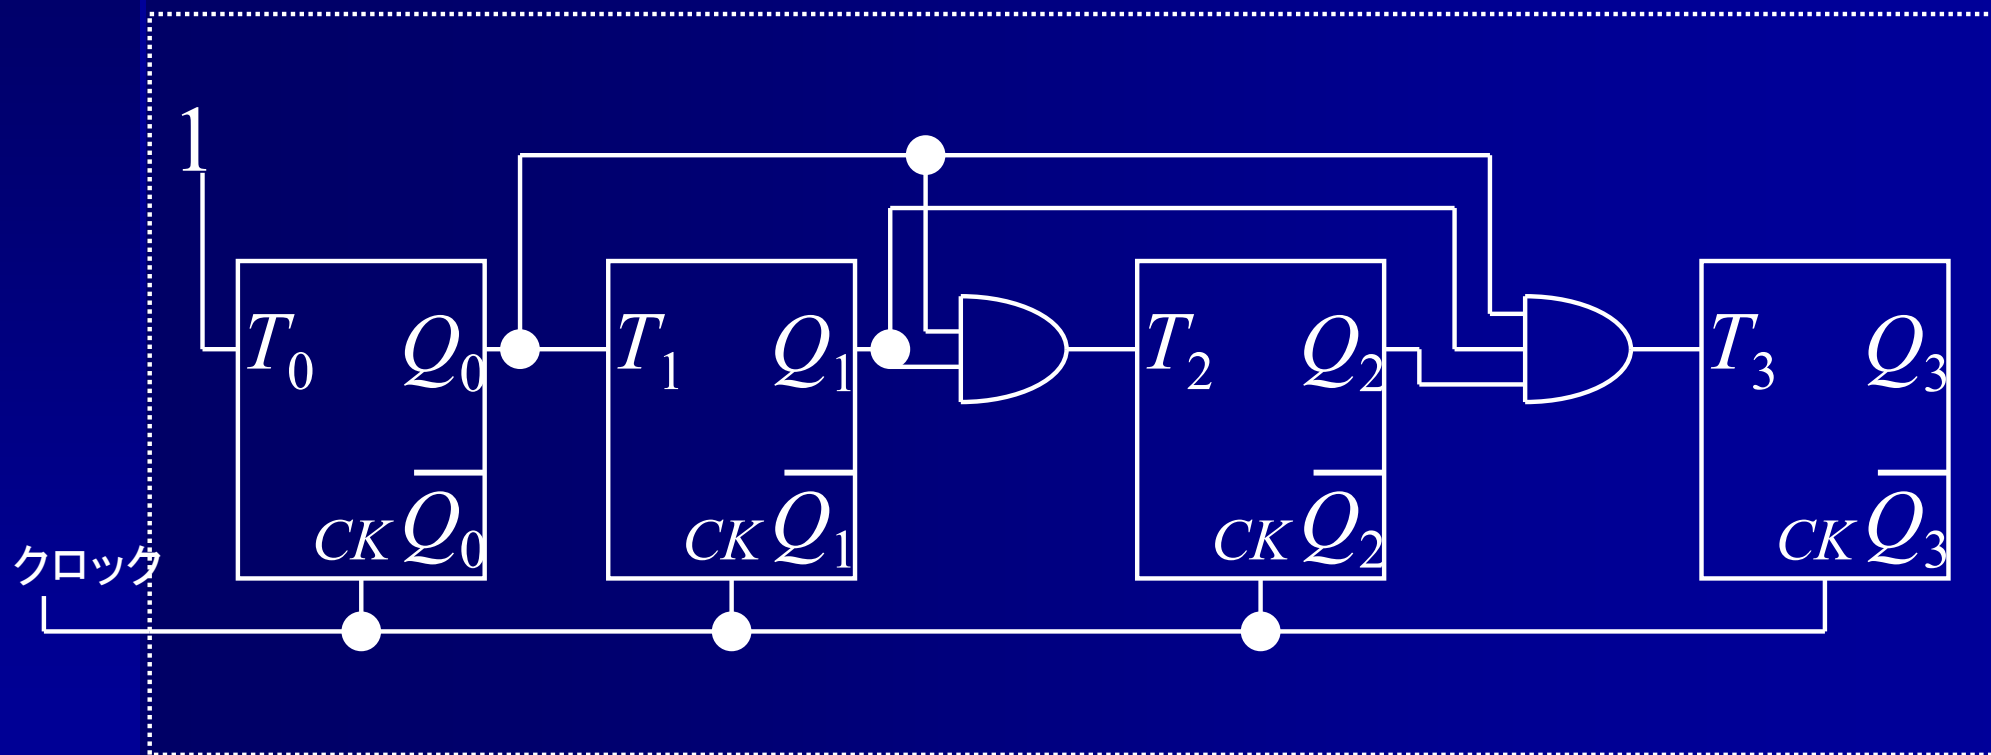 1
T₀ Q₀ T₁ Q₁ T₂ Q₂ T₃ Q₃
CK Q̅₀ CK Q̅₁ CK Q̅₂ CK Q̅₃
クロック